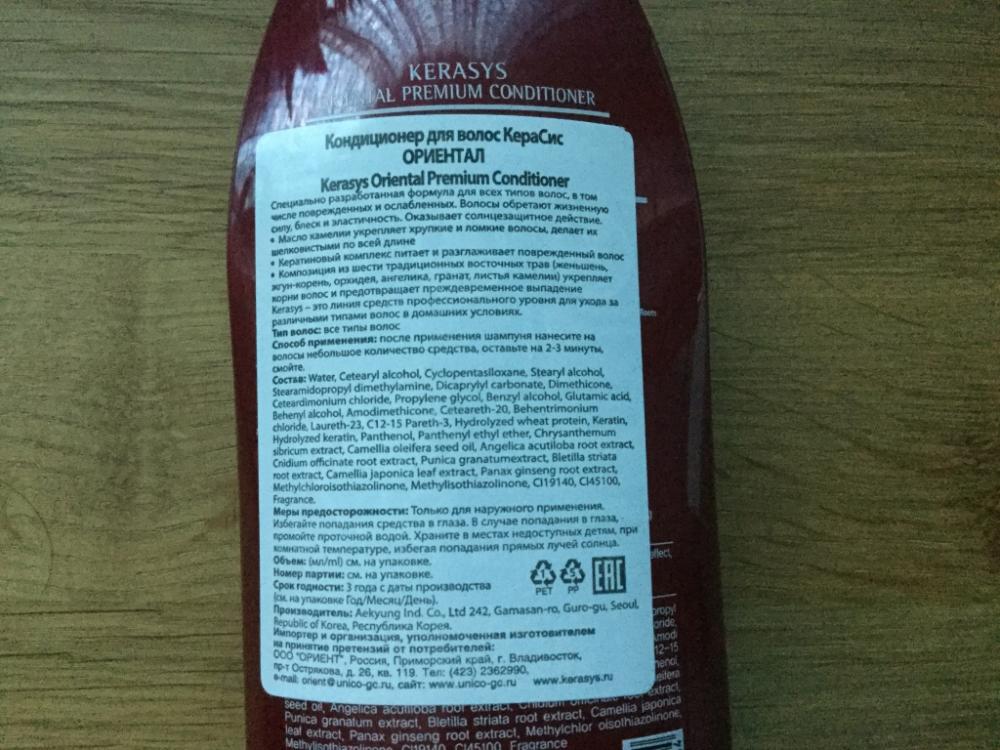 KERASYS
PREMIUM CONDITIONER
Кондиционер для волос КераСис
ОРИЕНТАЛ
Kerasys Oriental Premium Conditioner
Специально разработанная формула для всех типов волос, в том
числе поврежденных и ослабленных. Волосы обретают жизненную
силу, блеск и эластичность. Оказывает солнцезащитное действие.
• Масло камелии укрепляет хрупкие и ломкие волосы, делает их
шелковистыми по всей длине
• Кератиновый комплекс питает и разглаживает поврежденный волос
• Композиция из шести традиционных восточных трав (женьшень,
жгун-корень, орхидея, ангелика, гранат, листья камелии) укрепляет
корни волос и предотвращает преждевременное выпадение
Kerasys – это линия средств профессионального уровня для ухода за
различными типами волос в домашних условиях.
Тип волос: все типы волос
Способ применения: после применения шампуня нанесите на
волосы небольшое количество средства, оставьте на 2-3 минуты,
смойте.
Состав: Water, Cetearyl alcohol, Cyclopentasiloxane, Stearyl alcohol,
Stearamidopropyl dimethylamine, Dicaprylyl carbonate, Dimethicone,
Ceteardimonium chloride, Propylene glycol, Benzyl alcohol, Glutamic acid,
Behenyl alcohol, Amodimethicone, Ceteareth-20, Behentrimonium
chloride, Laureth-23, C12-15 Pareth-3, Hydrolyzed wheat protein, Keratin,
Hydrolyzed keratin, Panthenol, Panthenyl ethyl ether, Chrysanthemum
sibricum extract, Camellia oleifera seed oil, Angelica acutiloba root extract,
Cnidium officinate root extract, Punica granatumextract, Bletilla striata
root extract, Camellia japonica leaf extract, Panax ginseng root extract,
Methylchloroisothiazolinone, Methylisothiazolinone, CI19140, CI45100,
Fragrance.
Меры предосторожности: Только для наружного применения.
Избегайте попадания средства в глаза. В случае попадания в глаза,
промойте проточной водой. Храните в местах недоступных детям, при
комнатной температуре, избегая попадания прямых лучей солнца.
Объем: (мл/ml) см. на упаковке.
Номер партии: см. на упаковке.
Срок годности: 3 года с даты производства
(см. на упаковке Год/Месяц/День).
1 PET 5 PP EAC
Производитель: Aekyung Ind. Co., Ltd 242, Gamasan-ro, Guro-gu, Seoul,
Republic of Korea, Республика Корея.
Импортер и организация, уполномоченная изготовителем
на принятие претензий от потребителей:
ООО "ОРИЕНТ", Россия, Приморский край, г. Владивосток,
пр-т Острякова, д. 26, кв. 119. Тел: (423) 2362990,
e-mail: orient@unico-gc.ru, сайт: www.unico-gc.ru www.kerasys.ru
seed oil, Angelica acutiloba root extract, Cnidium root extract,
Punica granatum extract, Bletilla striata root extract, Camellia japonica
leaf extract, Panax ginseng root extract, Methylchlor oisothiazolinone,
Methylisothiazolinone, CI19140, CI45100, Fragrance